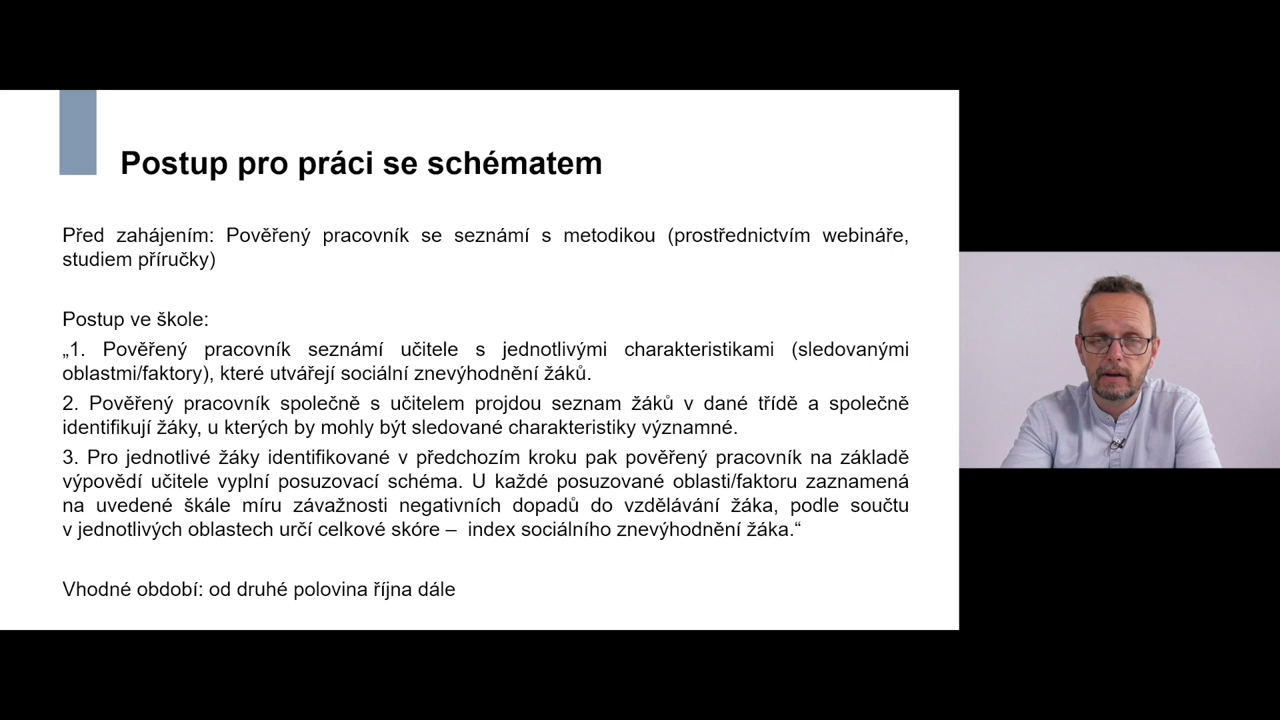 Postup pro práci se schématem
Před zahájením: Pověřený pracovník se seznámí s metodikou (prostřednictvím webináře,
studiem příručky)
Postup ve škole:
„1. Pověřený pracovník seznámí učitele s jednotlivými charakteristikami (sledovanými
oblastmi/faktory), které utvářejí sociální znevýhodnění žáků.
2. Pověřený pracovník společně s učitelem projdou seznam žáků v dané třídě a společně
identifikují žáky, u kterých by mohly být sledované charakteristiky významné.
3. Pro jednotlivé žáky identifikované v předchozím kroku pak pověřený pracovník na základě
výpovědí učitele vyplní posuzovací schéma. U každé posuzované oblasti/faktoru zaznamená
na uvedené škále míru závažnosti negativních dopadů do vzdělávání žáka, podle součtu
v jednotlivých oblastech určí celkové skóre – index sociálního znevýhodnění žáka.“
Vhodné období: od druhé polovina října dále